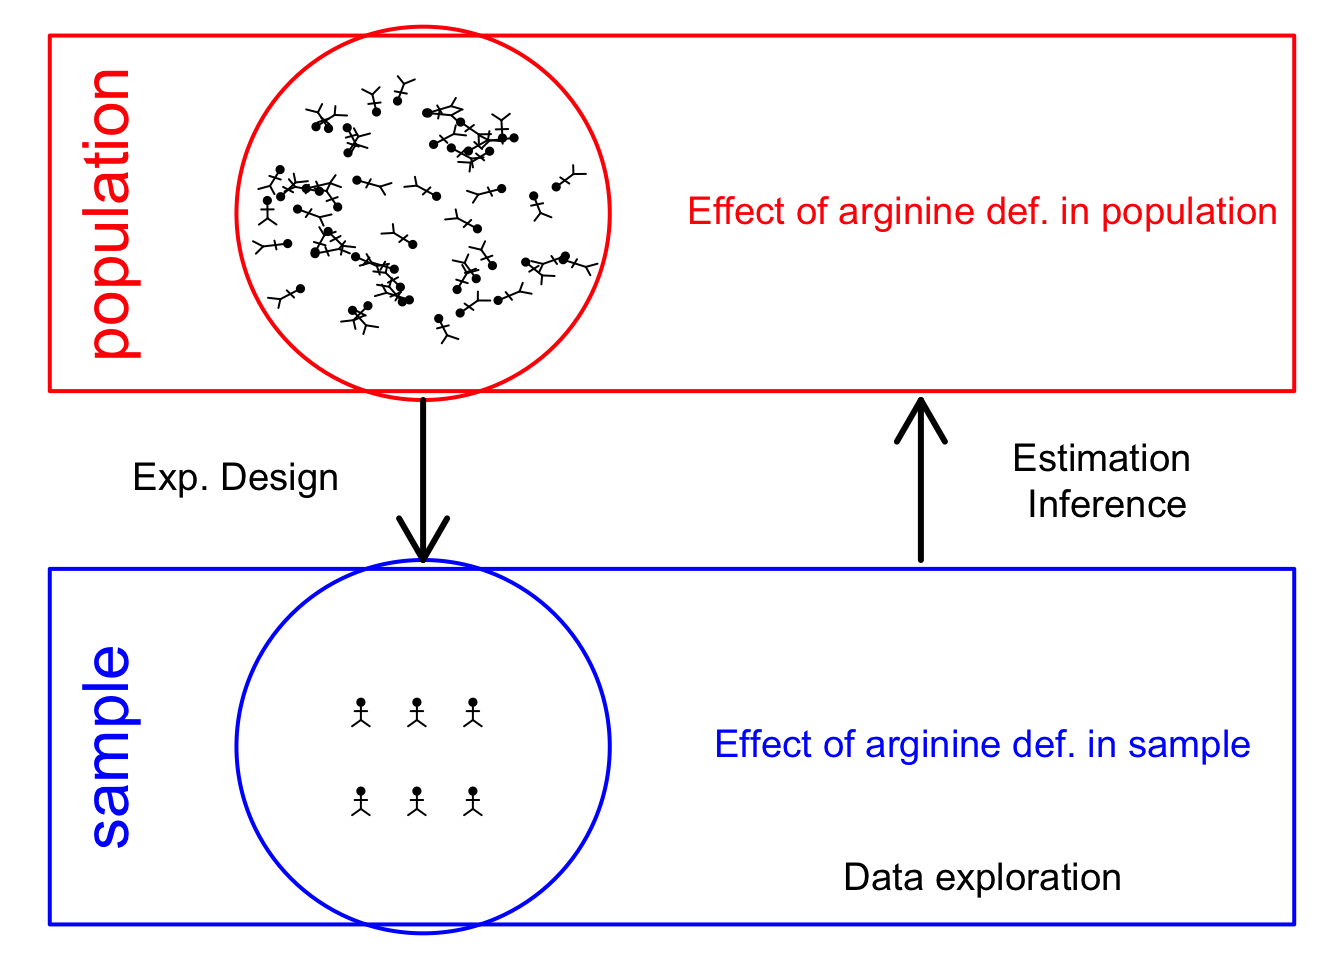 population
Effect of arginine def. in population
Exp. Design
Estimation
Inference
sample
Effect of arginine def. in sample
Data exploration